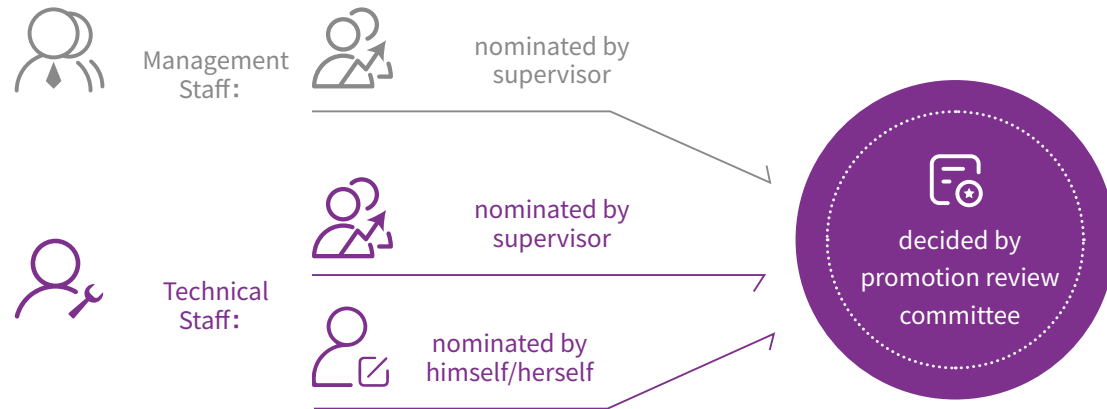 Management
Staff：
nominated by
supervisor
Technical
Staff：
nominated by
supervisor
nominated by
himself/herself
decided by
promotion review
committee